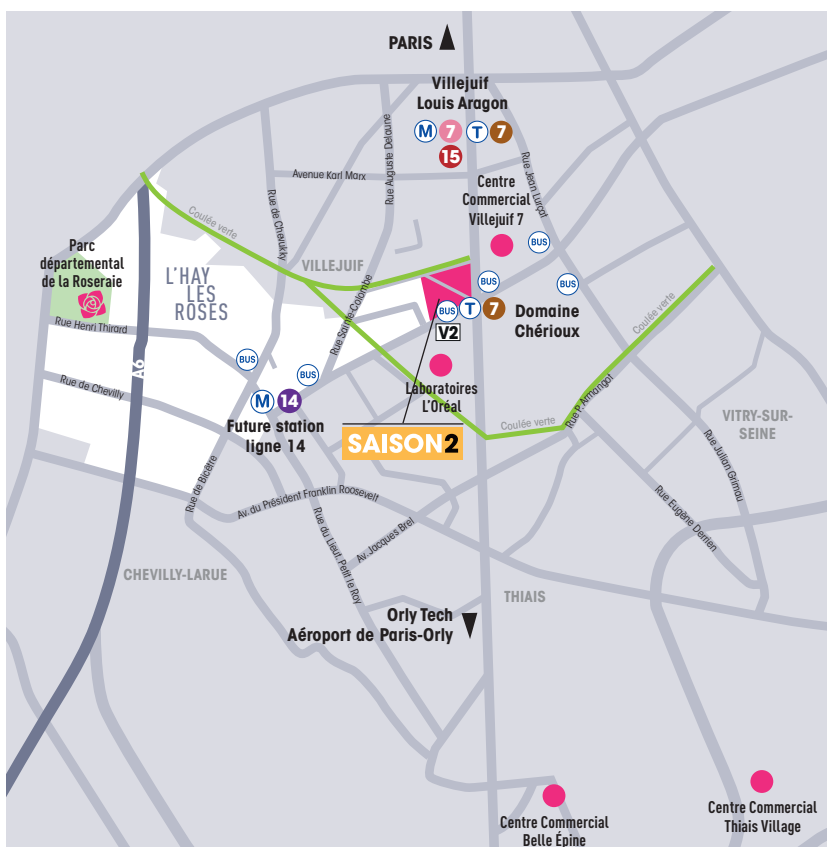 PARIS
Villejuif
Louis Aragon
M 7 T 7
15
Avenue Karl Marx
Rue Auguste Delaune
Rue Jean Lurçat
Centre
Commercial
Villejuif 7
BUS
Rue de Chevukky
Coulée verte
VILLEJUIF
Parc
départemental
de la Roseraie
L'HAY
LES
ROSES
BUS
BUS
BUS
T 7
V2
Domaine
Chérioux
Coulée verte
Rue Henri Thirard
Rue Sainte-Colombe
A6
BUS
BUS
Rue de Chevilly
M 14
Future station
ligne 14
Laboratoires
L'Oréal
SAISON2
Coulée verte
Rue P. Armangot
VITRY-SUR-
SEINE
Rue Julian Grimau
Rue de Bicêtre
Av. du Président Franklin Roosevelt
Rue du Lieut. Petit le Roy
Av. Jacques Brel
Rue Eugène Derrien
CHEVILLY-LARUE
THIAIS
Orly Tech
Aéroport de Paris-Orly
Centre Commercial
Belle Épine
Centre Commercial
Thiais Village